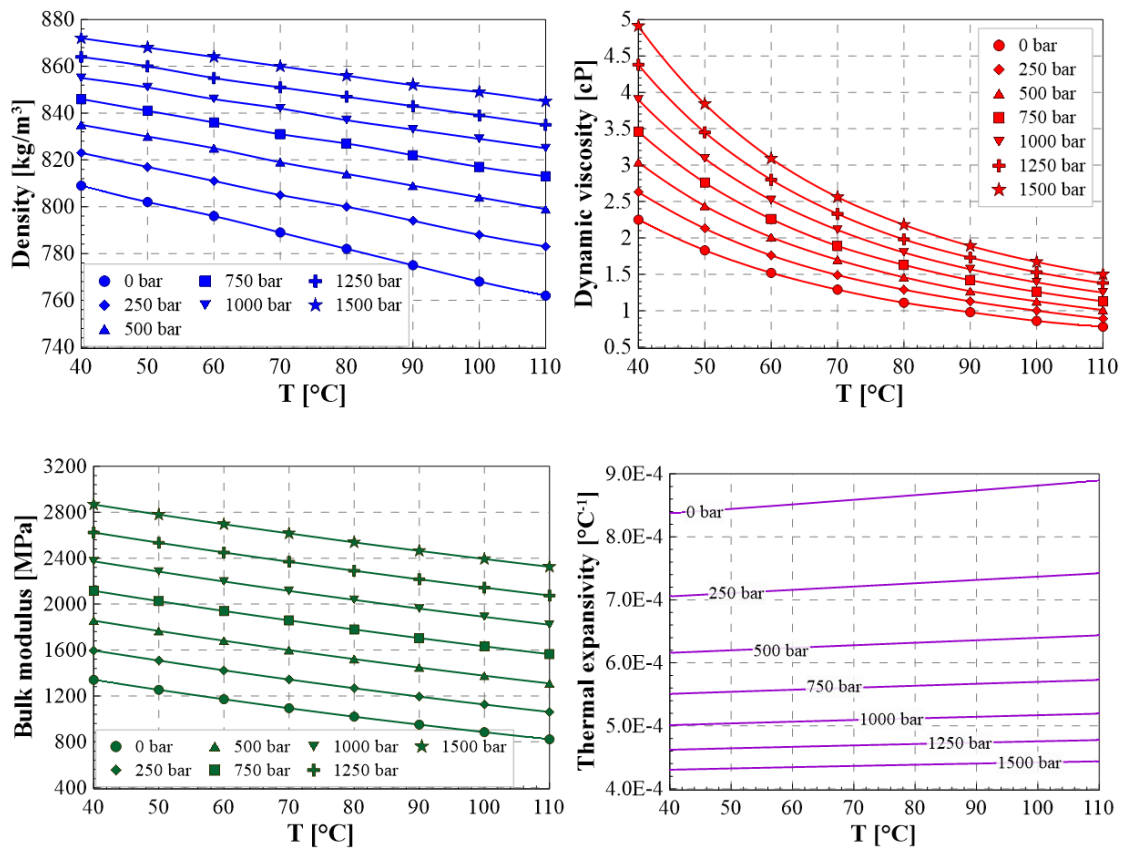 Density [kg/m³]
880
860
840
820
800
780
760
740
0 bar 750 bar 1250 bar
250 bar 1000 bar 1500 bar
500 bar
40 50 60 70 80 90 100 110
T [°C]
Dynamic viscosity [cP]
5
4.5
4
3.5
3
2.5
2
1.5
1
0.5
0 bar
250 bar
500 bar
750 bar
1000 bar
1250 bar
1500 bar
40 50 60 70 80 90 100 110
T [°C]
Bulk modulus [MPa]
3200
2800
2400
2000
1600
1200
800
400
0 bar 500 bar 1000 bar 1500 bar
250 bar 750 bar 1250 bar
40 50 60 70 80 90 100 110
T [°C]
Thermal expansivity [°C⁻¹]
9.0E-4
8.0E-4
7.0E-4
6.0E-4
5.0E-4
4.0E-4
0 bar
250 bar
500 bar
750 bar
1000 bar
1250 bar
1500 bar
40 50 60 70 80 90 100 110
T [°C]